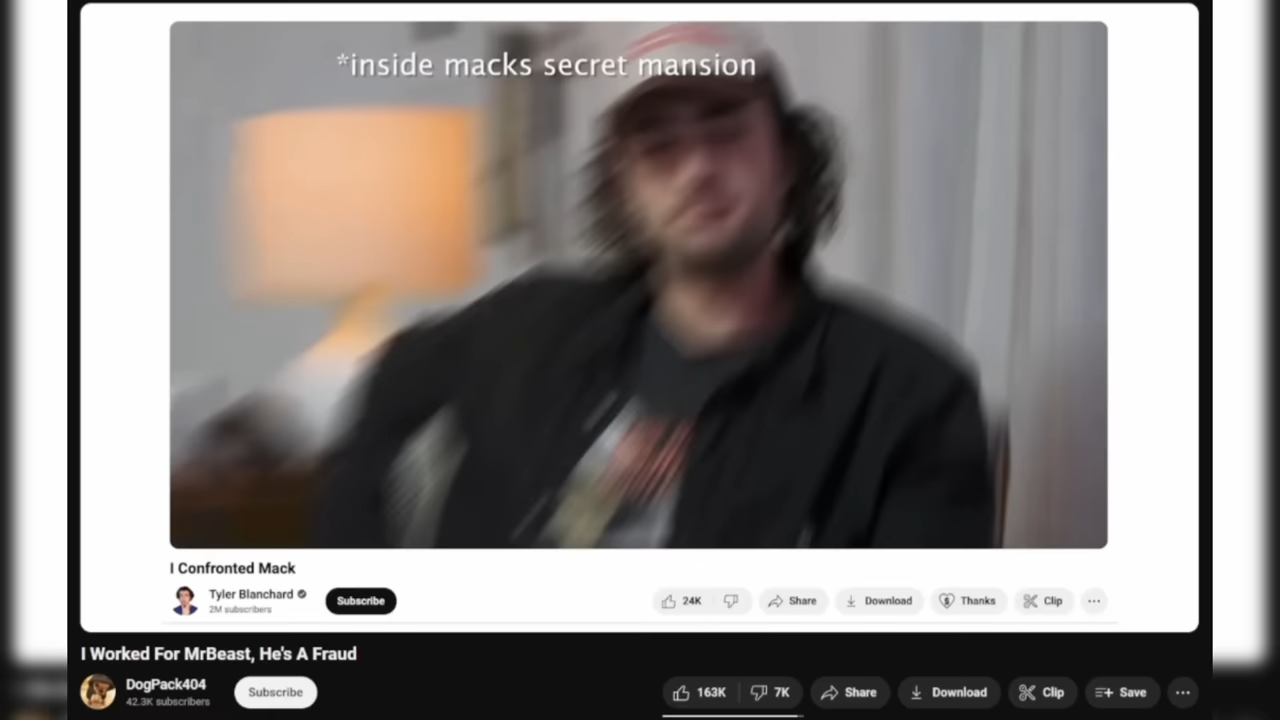 *inside macks secret mansion
I Confronted Mack
Tyler Blanchard
2M subscribers
Subscribe
24K
Share
Download
Thanks
Clip
I Worked For MrBeast, He's A Fraud
DogPack404
42.3K subscribers
Subscribe
163K
7K
Share
Download
Clip
Save